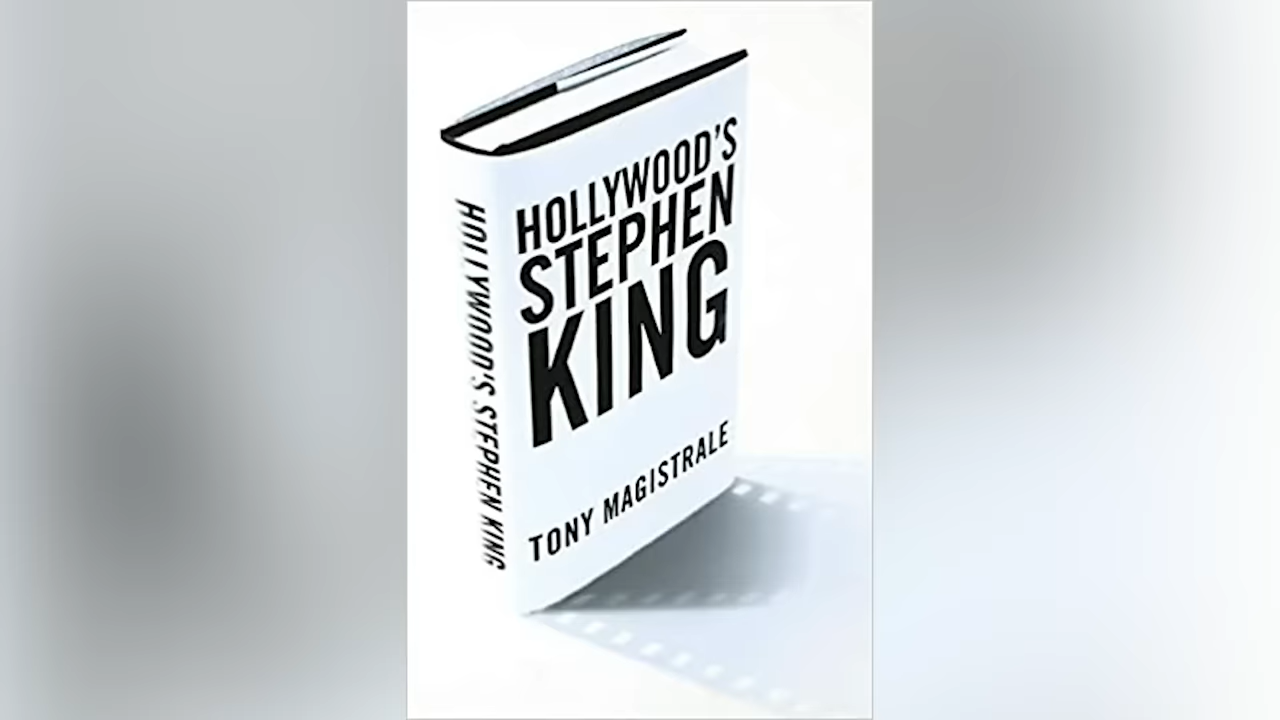 HOLLYWOOD'S
STEPHEN
KING
TONY MAGISTRALE
HOLLYWOOD'S STEPHEN KING